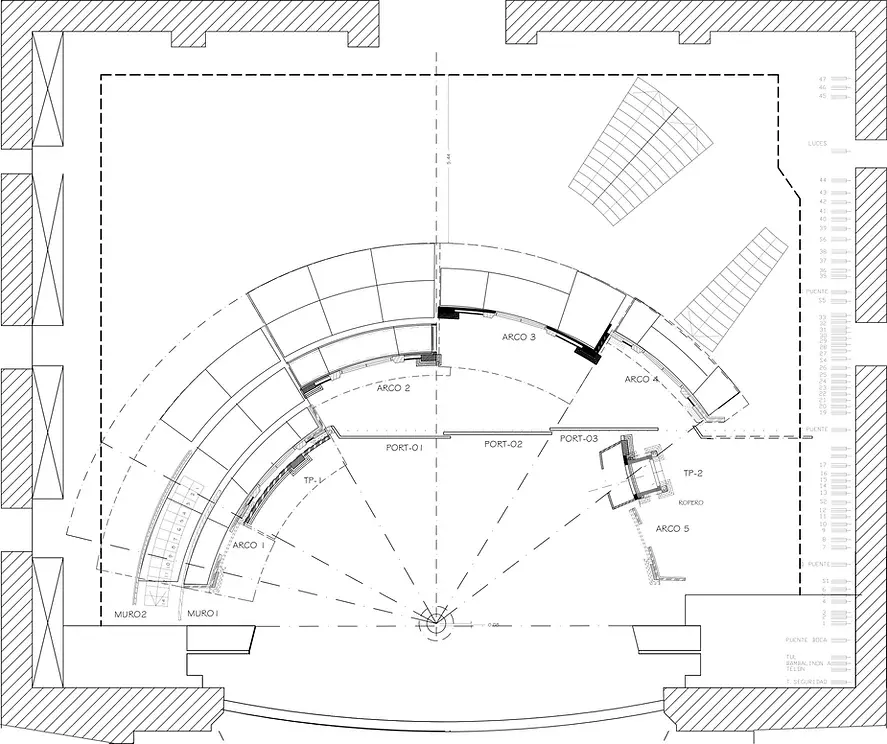 47
46
45
LUCES
5.44
44
43
42
41
40
39
38
37
36
PUENTE
33
32
31
ARCO 3
29
28
27
26
25
24
23
22
21
20
19
ARCO 4
ARCO 2
PUENTE
PORT-01
PORT-02
PORT-03
17
16
15
14
13
12
11
10
9
8
7
TP-1
TP-2
ROPERO
ARCO 5
ARCO 1
PUENTE
6
4
3
2
1
MURO2
MURO1
PUENTE BOCA
TUL
BAMBALINON A
TELON
T.SEGURIDAD